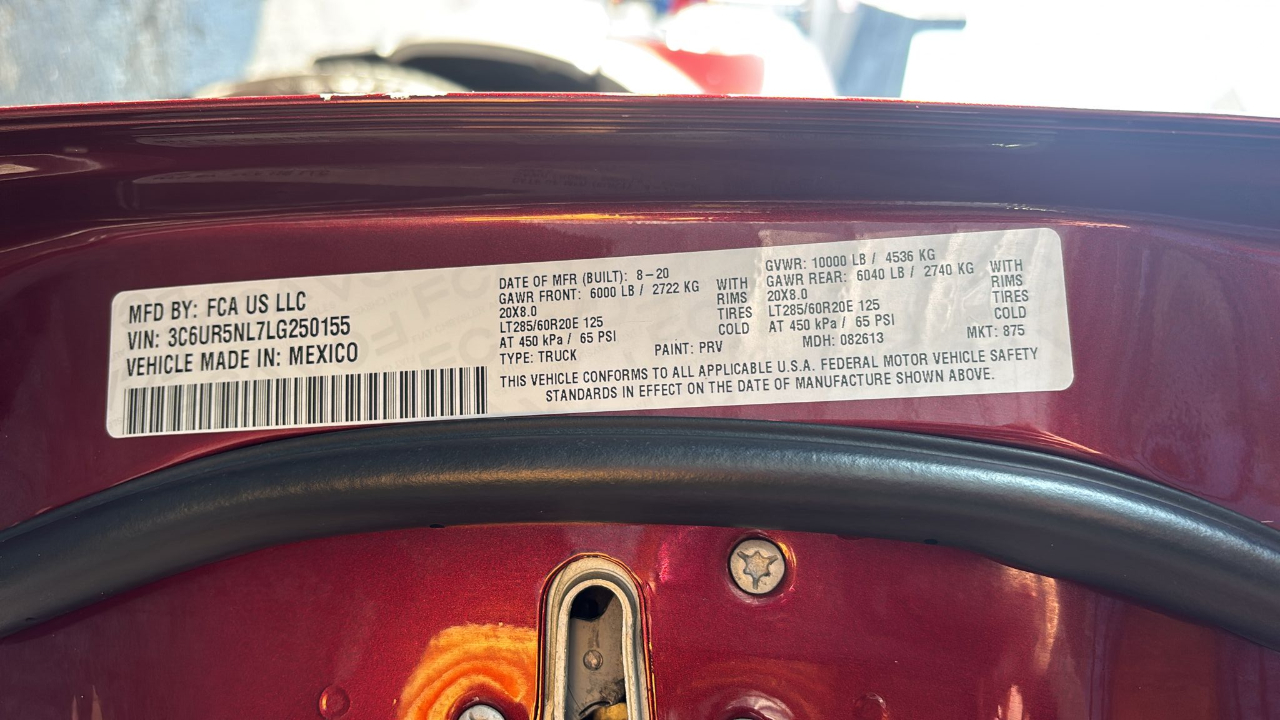 MFD BY: FCA US LLC
VIN: 3C6UR5NL7LG250155
VEHICLE MADE IN: MEXICO
DATE OF MFR (BUILT): 8-20
GAWR FRONT: 6000 LB / 2722 KG WITH
20X8.0 RIMS
LT285/60R20E 125 TIRES
AT 450 kPa / 65 PSI COLD
TYPE: TRUCK PAINT: PRV
GVWR: 10000 LB / 4536 KG
GAWR REAR: 6040 LB / 2740 KG WITH
20X8.0 RIMS
LT285/60R20E 125 TIRES
AT 450 kPa / 65 PSI COLD
MDH: 082613 MKT: 875
THIS VEHICLE CONFORMS TO ALL APPLICABLE U.S.A. FEDERAL MOTOR VEHICLE SAFETY
STANDARDS IN EFFECT ON THE DATE OF MANUFACTURE SHOWN ABOVE.